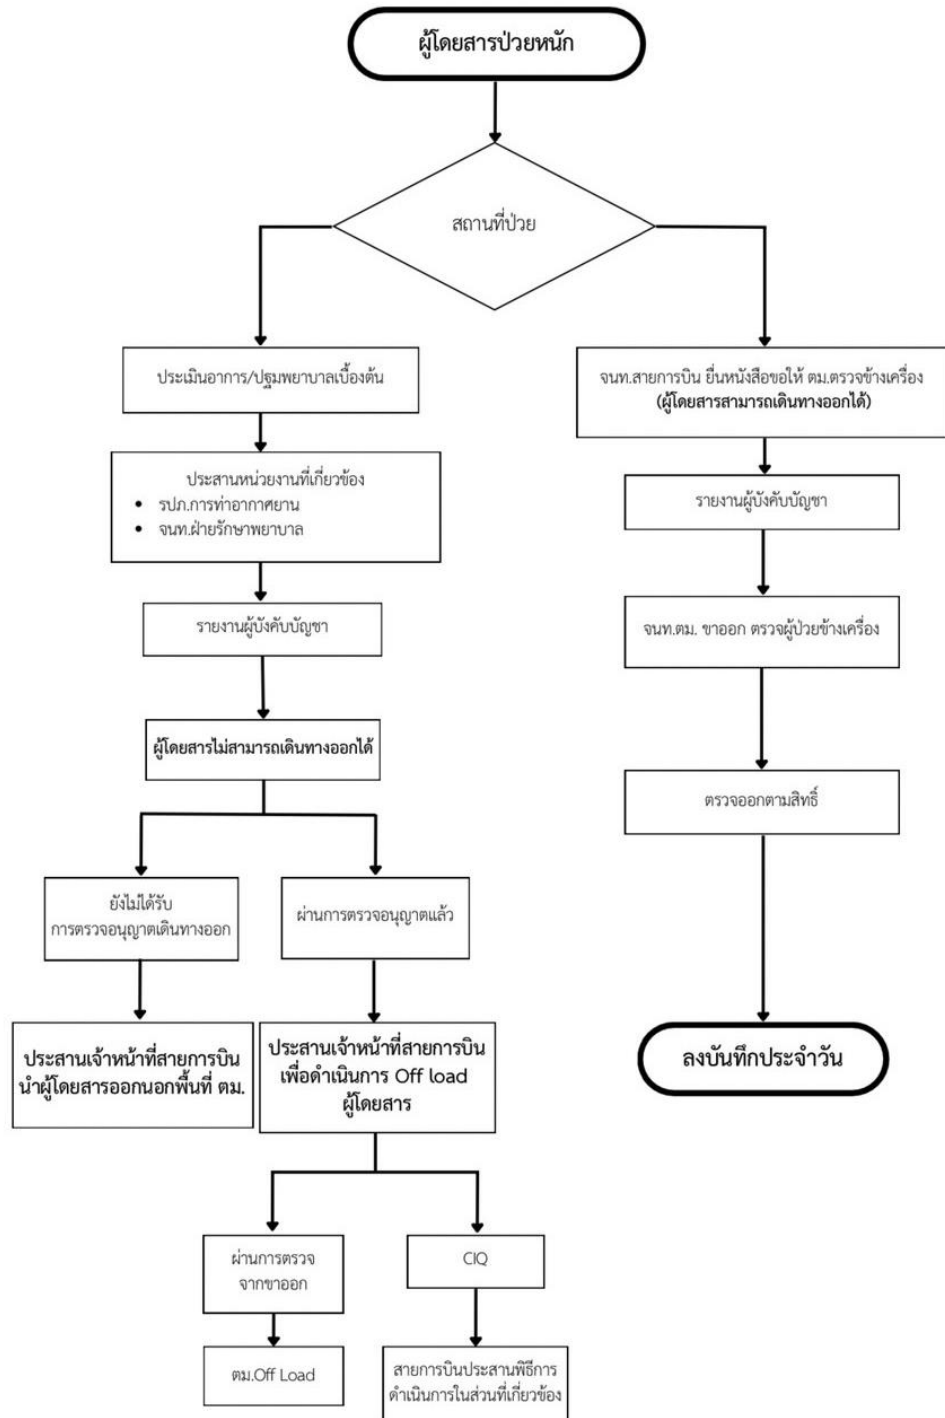 ผู้โดยสารป่วยหนัก
สถานที่ป่วย
ประเมินอาการ/ปฐมพยาบาลเบื้องต้น
ประสานหน่วยงานที่เกี่ยวข้อง
• รปภ.การท่าอากาศยาน
• จนท.ฝ่ายรักษาพยาบาล
รายงานผู้บังคับบัญชา
ผู้โดยสารไม่สามารถเดินทางออกได้
ยังไม่ได้รับ
การตรวจอนุญาตเดินทางออก
ประสานเจ้าหน้าที่สายการบิน
นำผู้โดยสารออกนอกพื้นที่ ตม.
ผ่านการตรวจอนุญาตแล้ว
ประสานเจ้าหน้าที่สายการบิน
เพื่อดำเนินการ Off load
ผู้โดยสาร
ผ่านการตรวจ
จากขาออก
ตม.Off Load
CIQ
สายการบินประสานพิธีการ
ดำเนินการในส่วนที่เกี่ยวข้อง
จนท.สายการบิน ยื่นหนังสือขอให้ ตม.ตรวจข้างเครื่อง
(ผู้โดยสารสามารถเดินทางออกได้)
รายงานผู้บังคับบัญชา
จนท.ตม. ขาออก ตรวจผู้ป่วยข้างเครื่อง
ตรวจออกตามสิทธิ์
ลงบันทึกประจำวัน